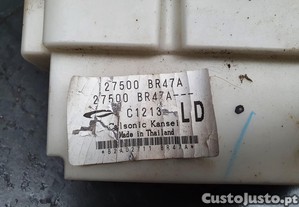 27500 BR47A
27500 BR47A---
C1213- LD
Calsonic Kansei
Made in Thailand
CustoJusto.pt